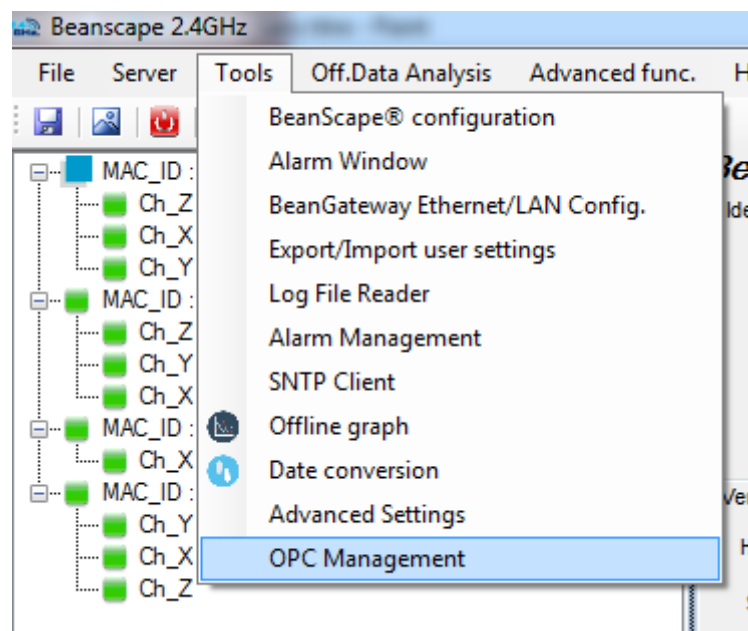 Beanscape 2.4GHz
File Server Tools Off.Data Analysis Advanced func.
BeanScape® configuration
Alarm Window
BeanGateway Ethernet/LAN Config.
Export/Import user settings
Log File Reader
Alarm Management
SNTP Client
Offline graph
Date conversion
Advanced Settings
OPC Management
MAC_ID :
Ch_Z
Ch_X
Ch_Y
MAC_ID :
Ch_Z
Ch_Y
Ch_X
MAC_ID :
Ch_X
MAC_ID :
Ch_Y
Ch_X
Ch_Z